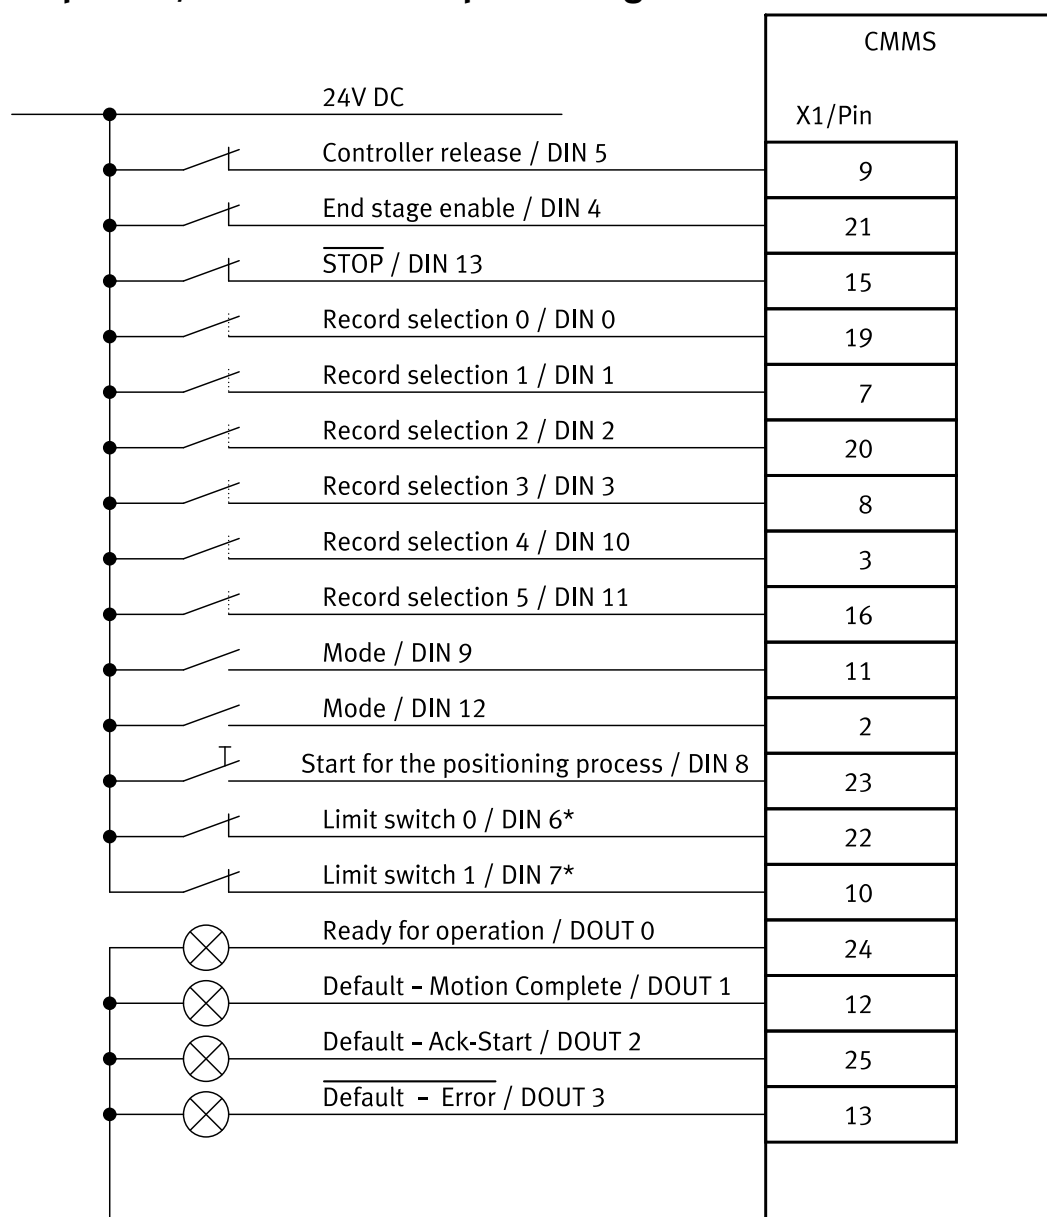 CMMS
24V DC
X1/Pin
Controller release / DIN 5 9
End stage enable / DIN 4 21
STOP / DIN 13 15
Record selection 0 / DIN 0 19
Record selection 1 / DIN 1 7
Record selection 2 / DIN 2 20
Record selection 3 / DIN 3 8
Record selection 4 / DIN 10 3
Record selection 5 / DIN 11 16
Mode / DIN 9 11
Mode / DIN 12 2
Start for the positioning process / DIN 8 23
Limit switch 0 / DIN 6* 22
Limit switch 1 / DIN 7* 10
Ready for operation / DOUT 0 24
Default – Motion Complete / DOUT 1 12
Default – Ack-Start / DOUT 2 25
Default – Error / DOUT 3 13